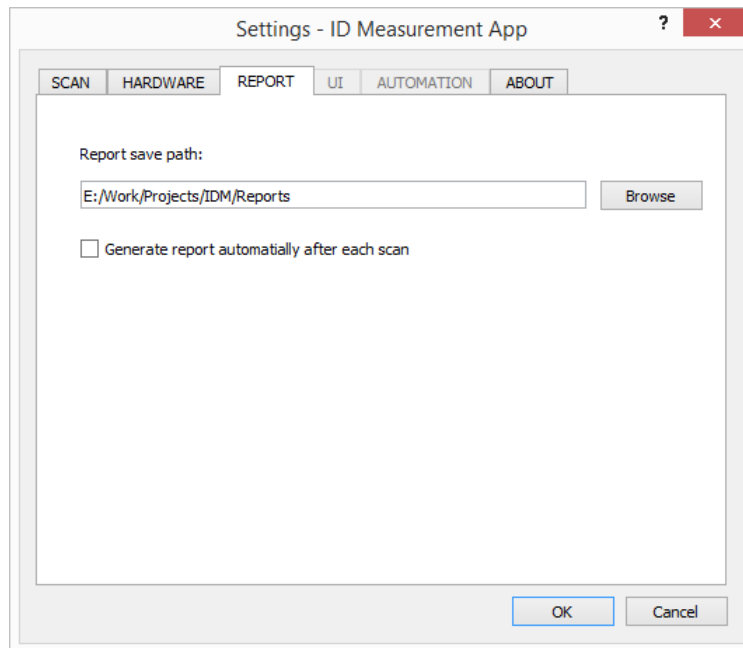 Settings - ID Measurement App ? ×
SCAN HARDWARE REPORT UI AUTOMATION ABOUT
Report save path:
E:/Work/Projects/IDM/Reports Browse
Generate report automatially after each scan
OK Cancel